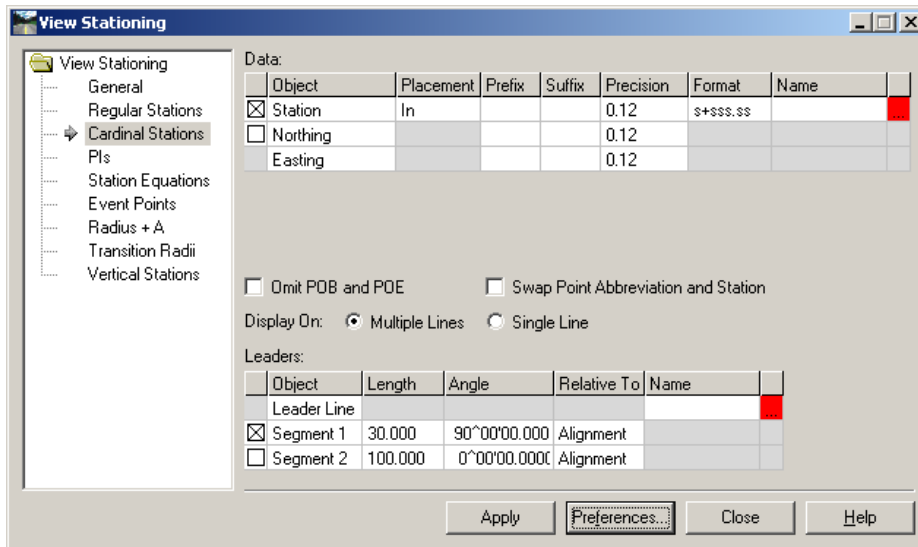 View Stationing
View Stationing
General
Regular Stations
Cardinal Stations
PIs
Station Equations
Event Points
Radius + A
Transition Radii
Vertical Stations
Data:
Object Placement Prefix Suffix Precision Format Name
Station In 0.12 s+sss.ss ...
Northing 0.12
Easting 0.12
Omit POB and POE Swap Point Abbreviation and Station
Display On: Multiple Lines Single Line
Leaders:
Object Length Angle Relative To Name
Leader Line ...
Segment 1 30.000 90^00'00.000 Alignment
Segment 2 100.000 0^00'00.000( Alignment
Apply Preferences... Close Help